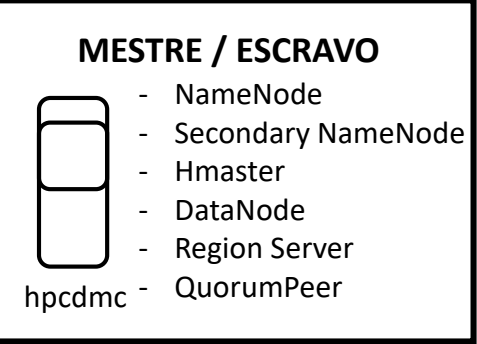 MESTRE / ESCRAVO
- NameNode
- Secondary NameNode
- Hmaster
- DataNode
- Region Server
- QuorumPeer
hpcdmc